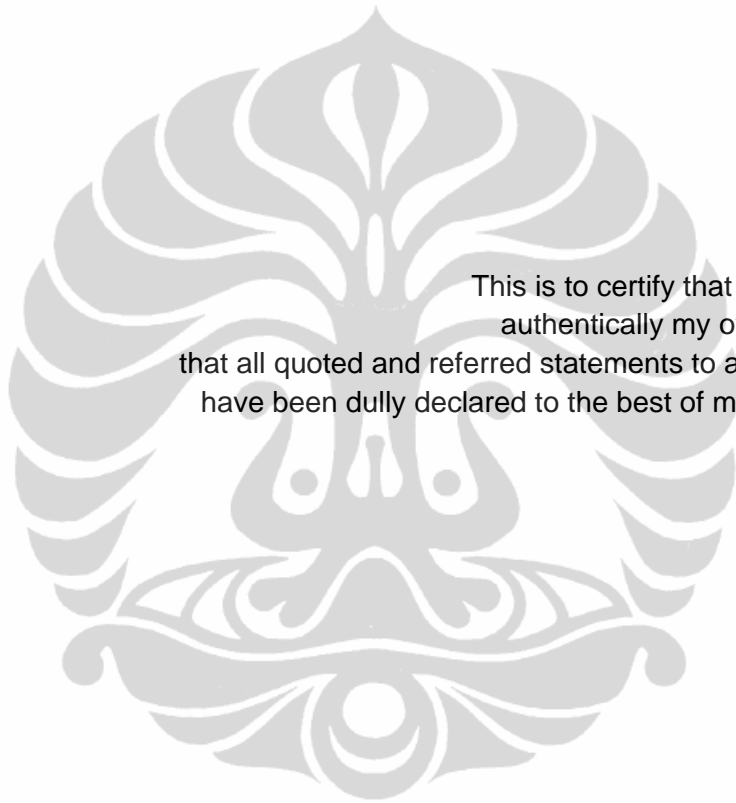 This is to certify that
authentically my o
that all quoted and referred statements to a
have been dully declared to the best of m